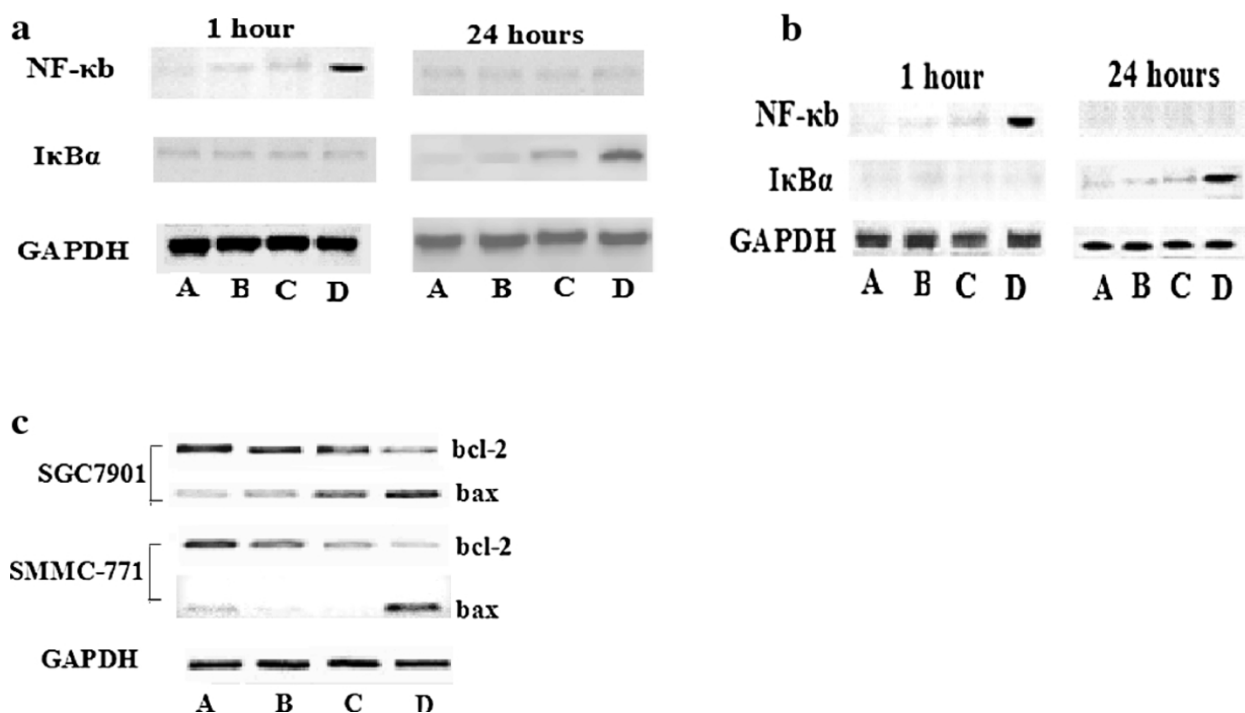 a
1 hour
24 hours
NF-κb
IκBα
GAPDH
A B C D
A B C D
b
1 hour
24 hours
NF-κb
IκBα
GAPDH
A B C D
A B C D
c
SGC7901
bcl-2
bax
SMMC-771
bcl-2
bax
GAPDH
A B C D